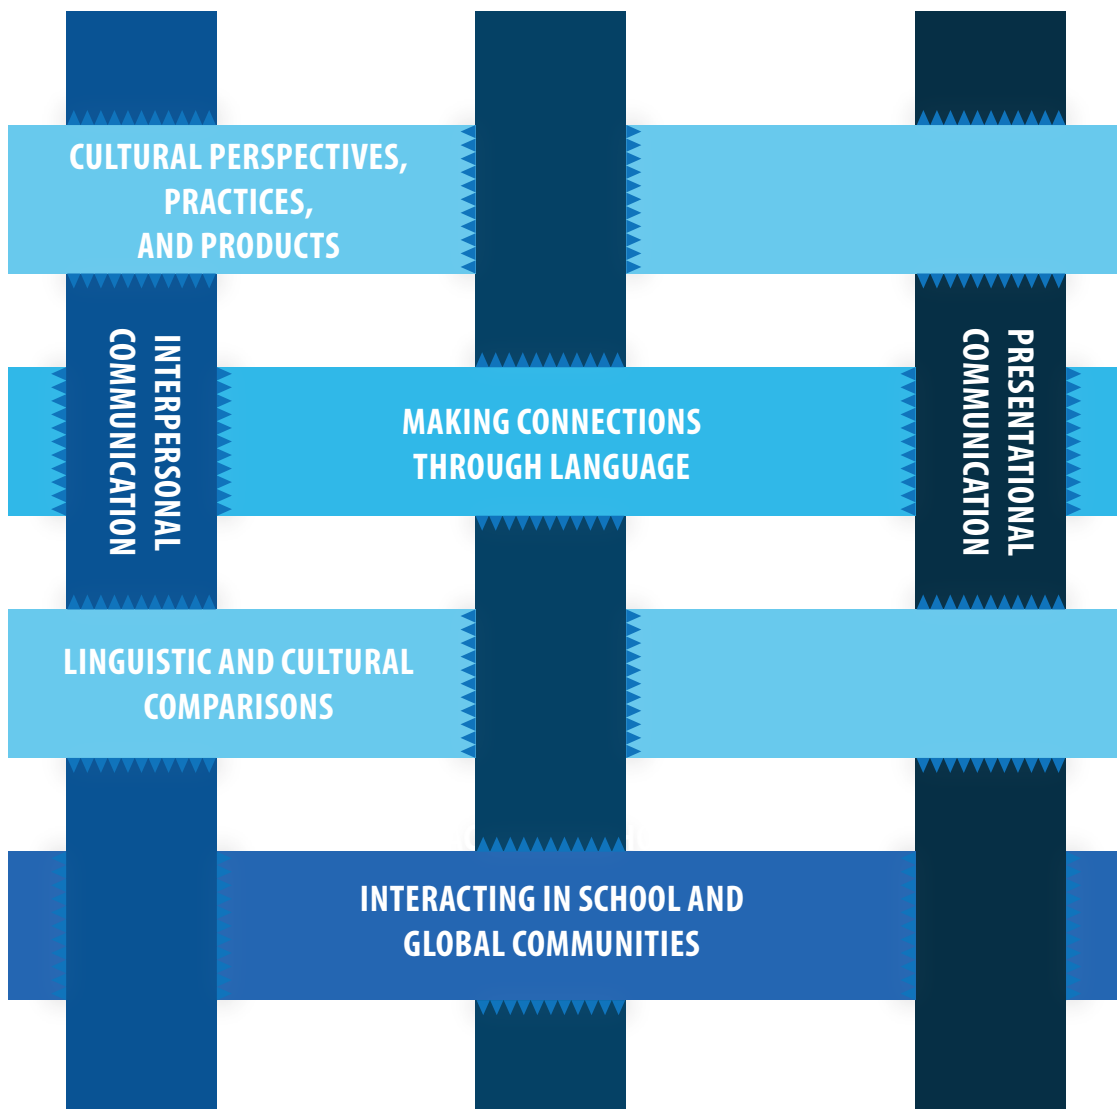 CULTURAL PERSPECTIVES,
PRACTICES,
AND PRODUCTS
INTERPERSONAL
COMMUNICATION
PRESENTATIONAL
COMMUNICATION
MAKING CONNECTIONS
THROUGH LANGUAGE
LINGUISTIC AND CULTURAL
COMPARISONS
INTERACTING IN SCHOOL AND
GLOBAL COMMUNITIES